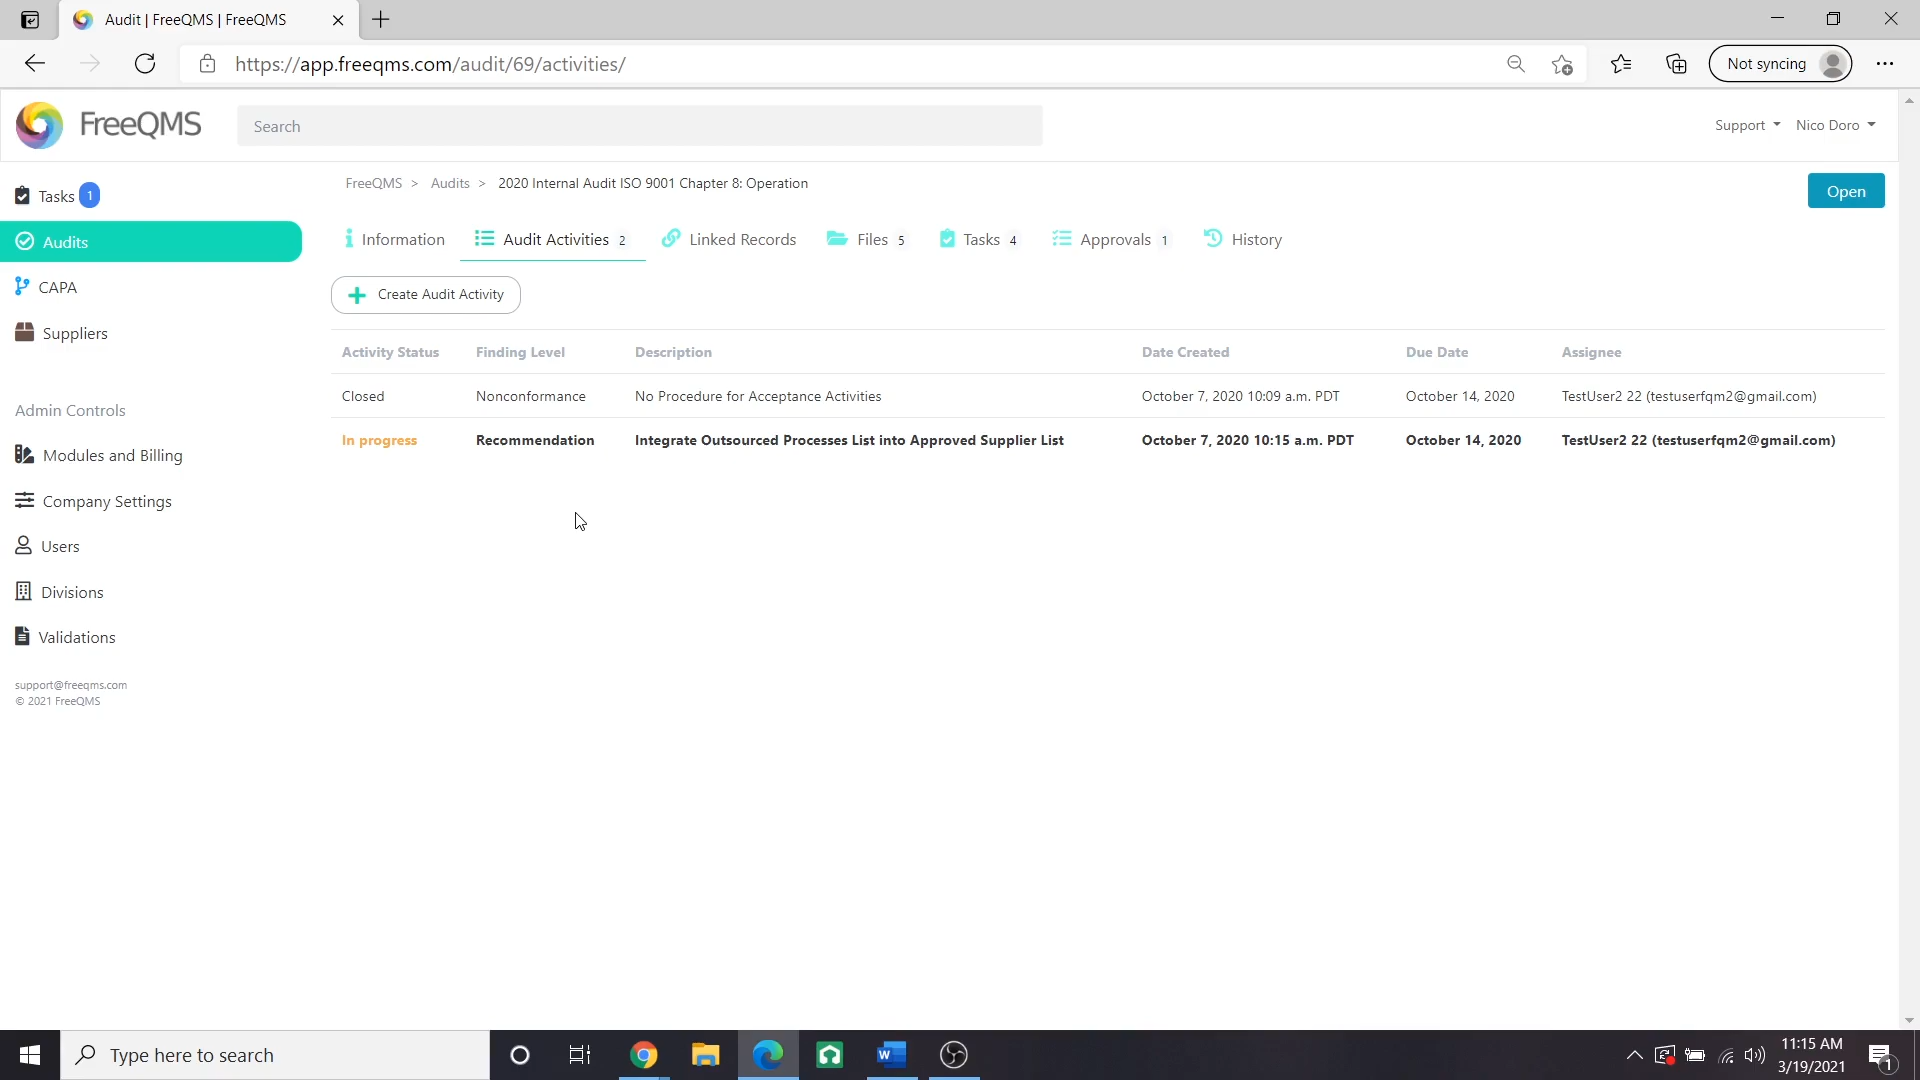 Audit | FreeQMS | FreeQMS
https://app.freeqms.com/audit/69/activities/
Not syncing
FreeQMS
Search
Support
Nico Doro
Tasks 1
Audits
CAPA
Suppliers
Admin Controls
Modules and Billing
Company Settings
Users
Divisions
Validations
support@freeqms.com
© 2021 FreeQMS
FreeQMS > Audits > 2020 Internal Audit ISO 9001 Chapter 8: Operation
Open
Information Audit Activities 2 Linked Records Files 5 Tasks 4 Approvals 1 History
Create Audit Activity
Activity Status Finding Level Description Date Created Due Date Assignee
Closed Nonconformance No Procedure for Acceptance Activities October 7, 2020 10:09 a.m. PDT October 14, 2020 TestUser2 22 (testuserfqm2@gmail.com)
In progress Recommendation Integrate Outsourced Processes List into Approved Supplier List October 7, 2020 10:15 a.m. PDT October 14, 2020 TestUser2 22 (testuserfqm2@gmail.com)
Type here to search
W
11:15 AM
3/19/2021
1